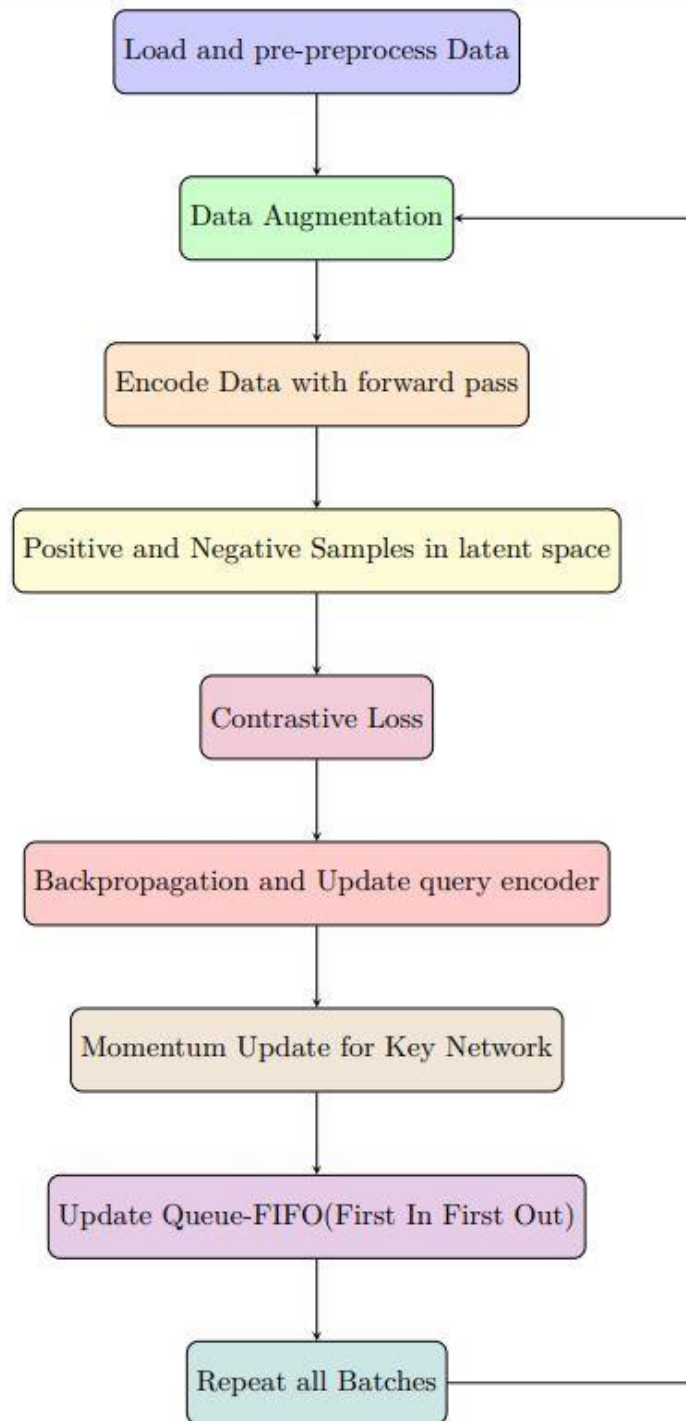 Load and pre-preprocess Data
Data Augmentation
Encode Data with forward pass
Positive and Negative Samples in latent space
Contrastive Loss
Backpropagation and Update query encoder
Momentum Update for Key Network
Update Queue-FIFO(First In First Out)
Repeat all Batches